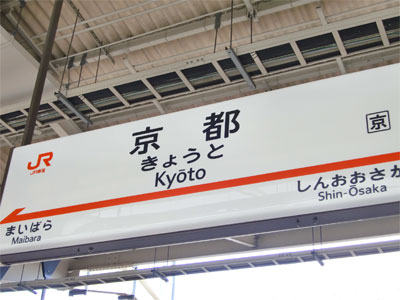 JR
JR東海
京都
きょうと
Kyōto
京
まいばら
Maibara
しんおおさか
Shin-Ōsaka